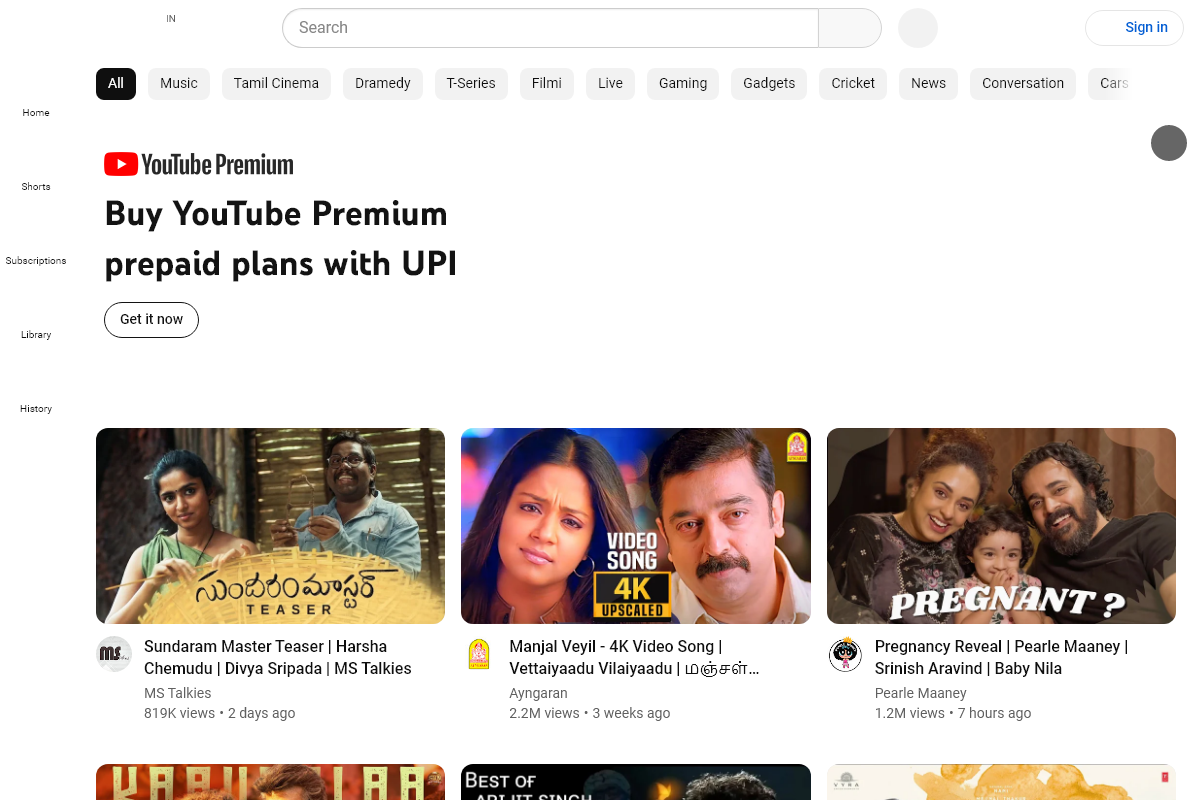 IN
Search
Sign in
All Music Tamil Cinema Dramedy T-Series Filmi Live Gaming Gadgets Cricket News Conversation Cars
Home
Shorts
Subscriptions
Library
History
YouTube Premium
Buy YouTube Premium
prepaid plans with UPI
Get it now
సుందరం మాస్టర్
TEASER
VIDEO
SONG
4K
UPSCALED
PREGNANT ?
MS
Sundaram Master Teaser | Harsha
Chemudu | Divya Sripada | MS Talkies
MS Talkies
819K views • 2 days ago
Manjal Veyil - 4K Video Song |
Vettaiyaadu Vilaiyaadu | மஞ்சள்...
Ayngaran
2.2M views • 3 weeks ago
Pregnancy Reveal | Pearle Maaney |
Srinish Aravind | Baby Nila
Pearle Maaney
1.2M views • 7 hours ago
BEST OF
ARIJIT SINGH
VYRA